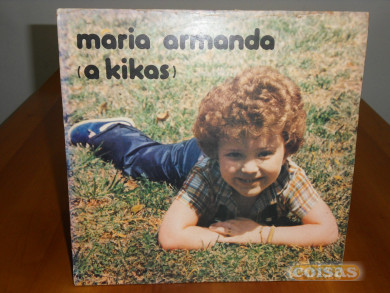 maria armanda
(a kikas)
coisas